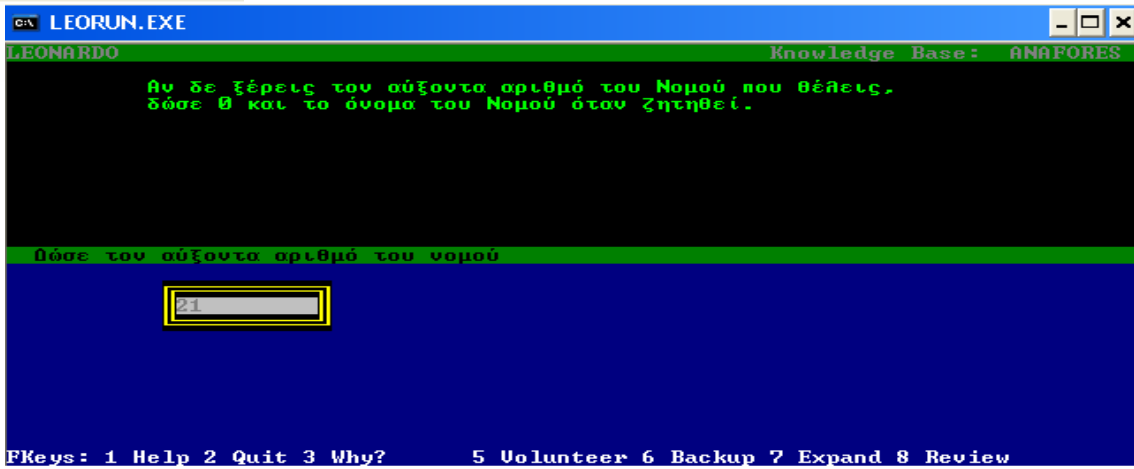 C:\ LEORUN.EXE
LEONARDO Knowledge Base: ANAFORES
Αν δε ξέρεις τον αύξοντα αριθμό του Νομού που θέλεις,
δώσε 0 και το όνομα του Νομού όταν ζητηθεί.
Δώσε τον αύξοντα αριθμό του νομού
21
FKeys: 1 Help 2 Quit 3 Why? 5 Volunteer 6 Backup 7 Expand 8 Review